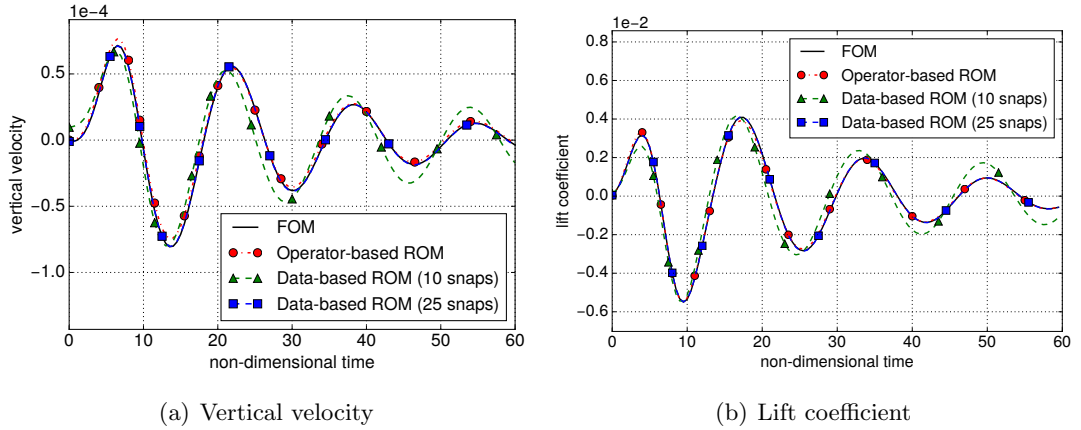 1e−4
0.5
0.0
−0.5
−1.0
vertical velocity
FOM
Operator-based ROM
Data-based ROM (10 snaps)
Data-based ROM (25 snaps)
0 10 20 30 40 50 60
non-dimensional time
(a) Vertical velocity
1e−2
0.8
0.6
0.4
0.2
0.0
−0.2
−0.4
−0.6
lift coefficient
FOM
Operator-based ROM
Data-based ROM (10 snaps)
Data-based ROM (25 snaps)
0 10 20 30 40 50 60
non-dimensional time
(b) Lift coefficient